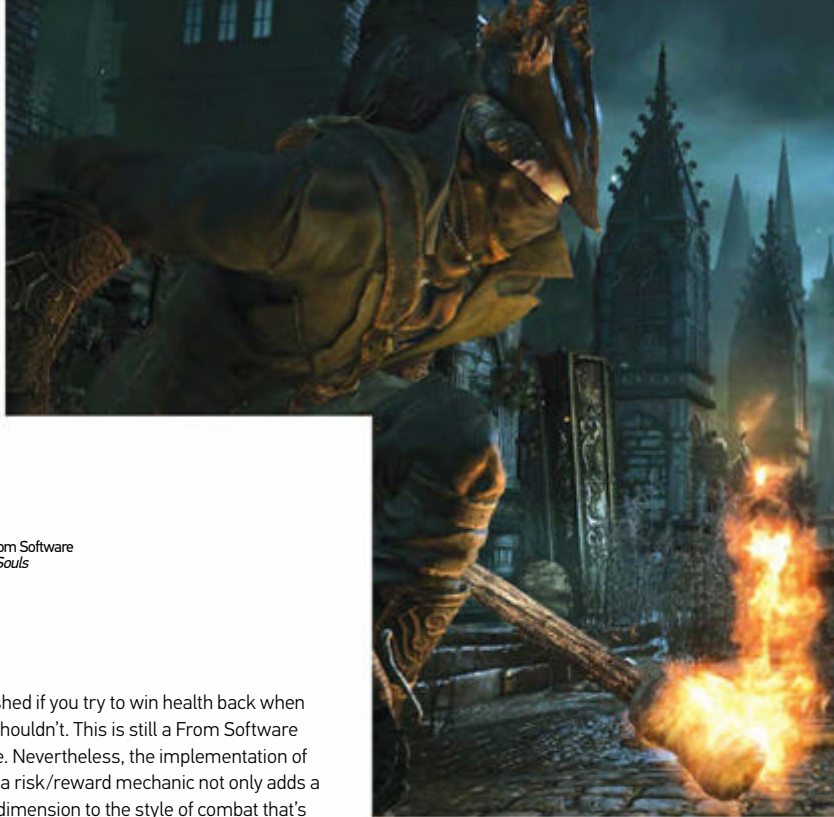 om Software
Souls
shed if you try to win health back when
houldn't. This is still a From Software
e. Nevertheless, the implementation of
a risk/reward mechanic not only adds a
dimension to the style of combat that's